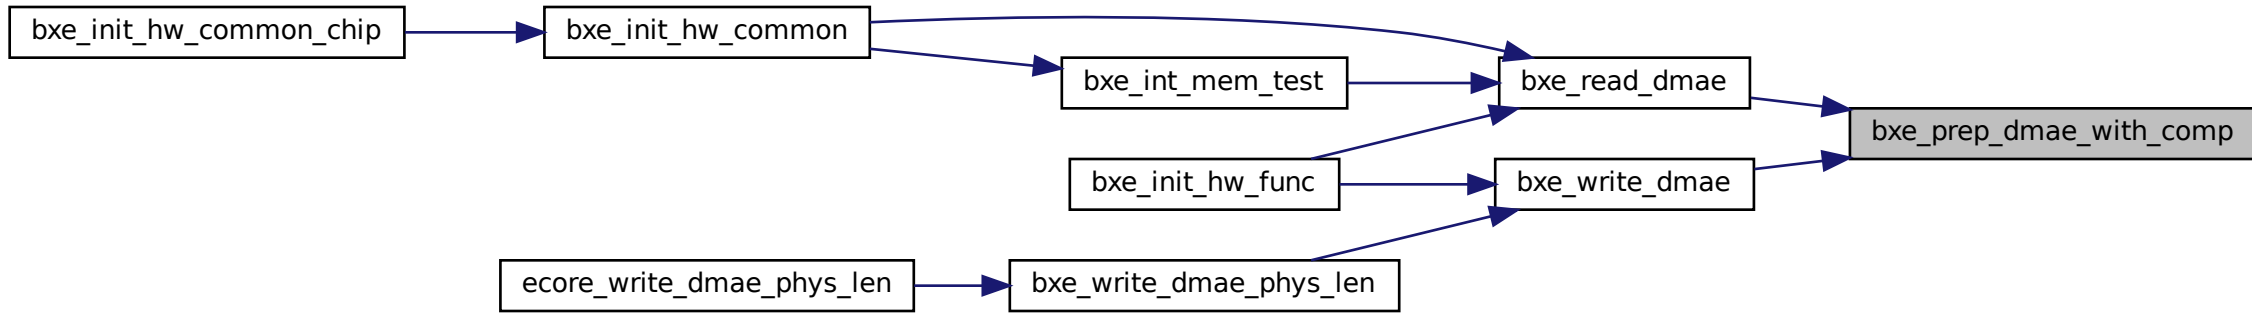 bxe_init_hw_common_chip
bxe_init_hw_common
bxe_int_mem_test
bxe_read_dmae
bxe_prep_dmae_with_comp
bxe_init_hw_func
bxe_write_dmae
ecore_write_dmae_phys_len
bxe_write_dmae_phys_len